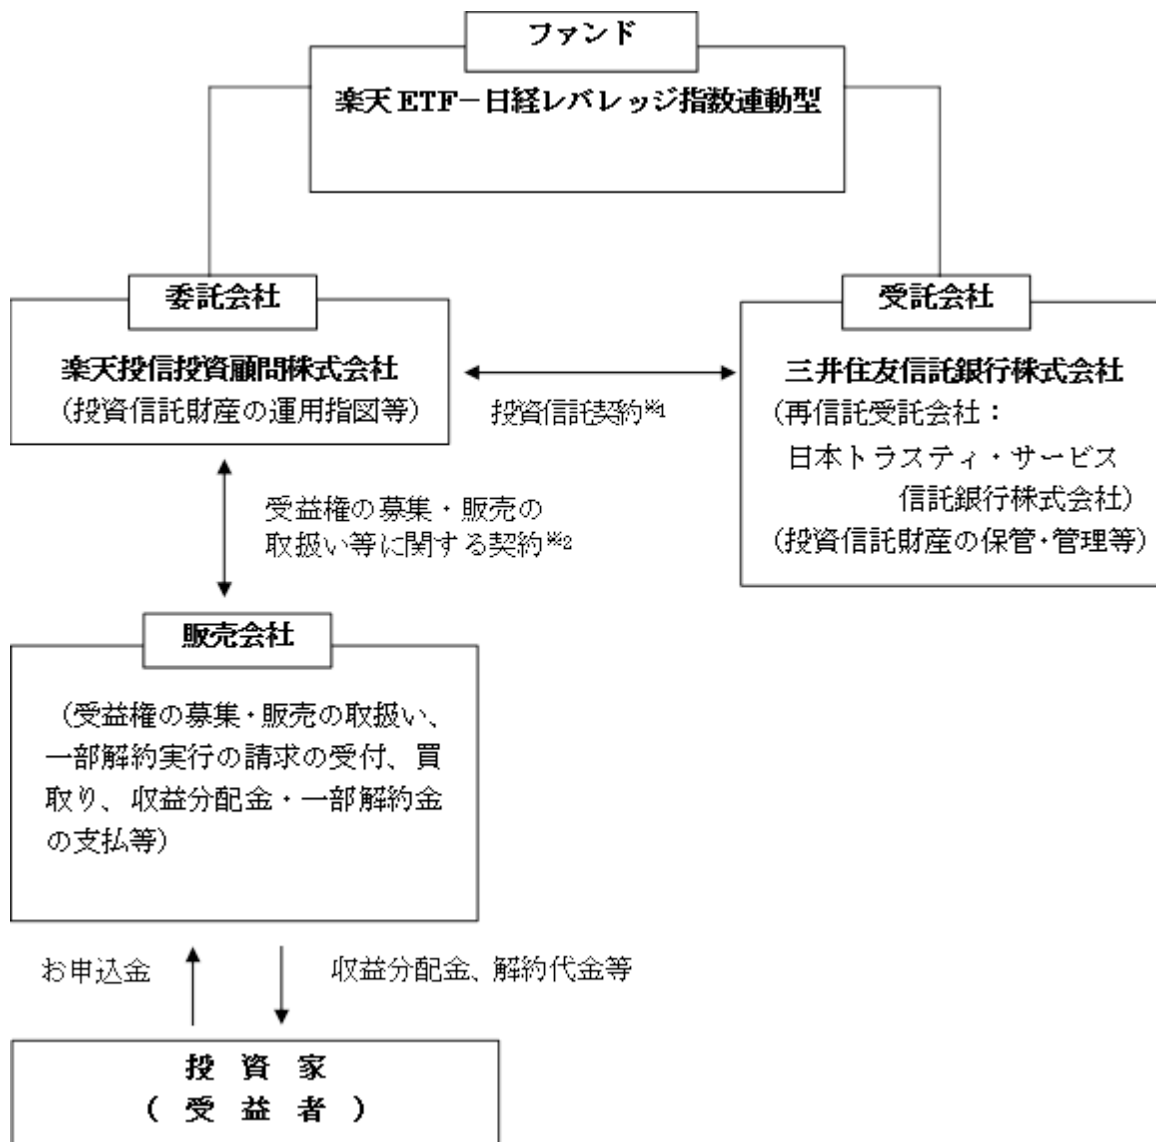 ファンド
楽天ETF－日経レバレッジ指数連動型
委託会社
楽天投信投資顧問株式会社
（投資信託財産の運用指図等）
投資信託契約※1
受託会社
三井住友信託銀行株式会社
（再信託受託会社：
日本トラスティ・サービス
信託銀行株式会社）
（投資信託財産の保管・管理等）
受益権の募集・販売の
取扱い等に関する契約※2
販売会社
（受益権の募集・販売の取扱い、
一部解約実行の請求の受付、買
取り、収益分配金・一部解約金
の支払等）
お申込金
収益分配金、解約代金等
投　資　家
（　受　益　者　）